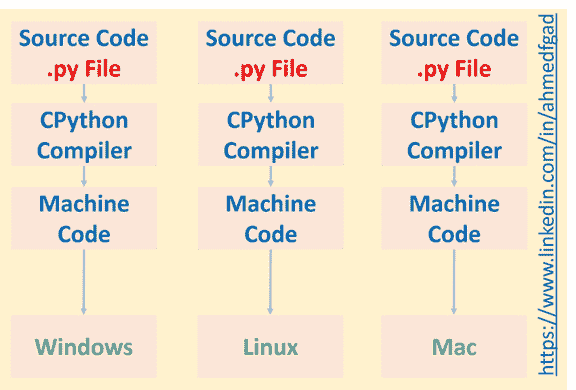 Source Code
.py File
CPython
Compiler
Machine
Code
Windows
Source Code
.py File
CPython
Compiler
Machine
Code
Linux
Source Code
.py File
CPython
Compiler
Machine
Code
Mac
https://www.linkedin.com/in/ahmedfgad